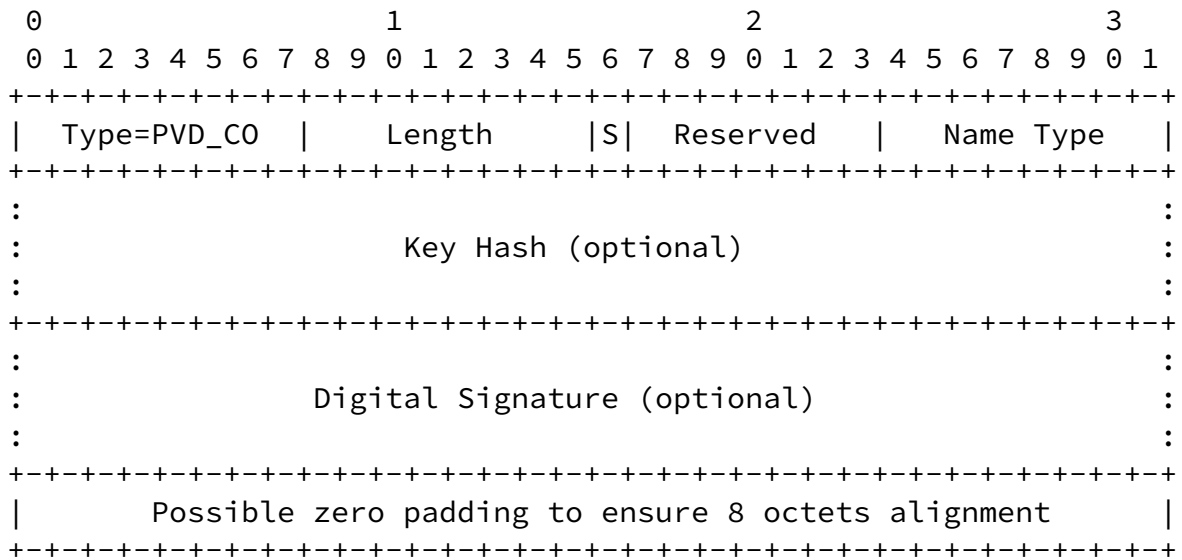 0                   1                   2                   3
 0 1 2 3 4 5 6 7 8 9 0 1 2 3 4 5 6 7 8 9 0 1 2 3 4 5 6 7 8 9 0 1
+-+-+-+-+-+-+-+-+-+-+-+-+-+-+-+-+-+-+-+-+-+-+-+-+-+-+-+-+-+-+-+-+
|  Type=PVD_CO  |    Length     |S|  Reserved   |   Name Type   |
+-+-+-+-+-+-+-+-+-+-+-+-+-+-+-+-+-+-+-+-+-+-+-+-+-+-+-+-+-+-+-+-+
:                                                               :
:                     Key Hash (optional)                       :
:                                                               :
+-+-+-+-+-+-+-+-+-+-+-+-+-+-+-+-+-+-+-+-+-+-+-+-+-+-+-+-+-+-+-+-+
:                                                               :
:                Digital Signature (optional)                   :
:                                                               :
+-+-+-+-+-+-+-+-+-+-+-+-+-+-+-+-+-+-+-+-+-+-+-+-+-+-+-+-+-+-+-+-+
|       Possible zero padding to ensure 8 octets alignment      |
+-+-+-+-+-+-+-+-+-+-+-+-+-+-+-+-+-+-+-+-+-+-+-+-+-+-+-+-+-+-+-+-+